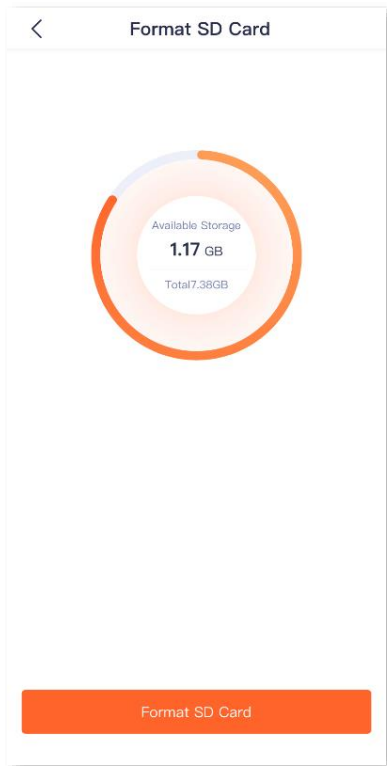 Format SD Card
Available Storage
1.17 GB
Total7.38GB
Format SD Card